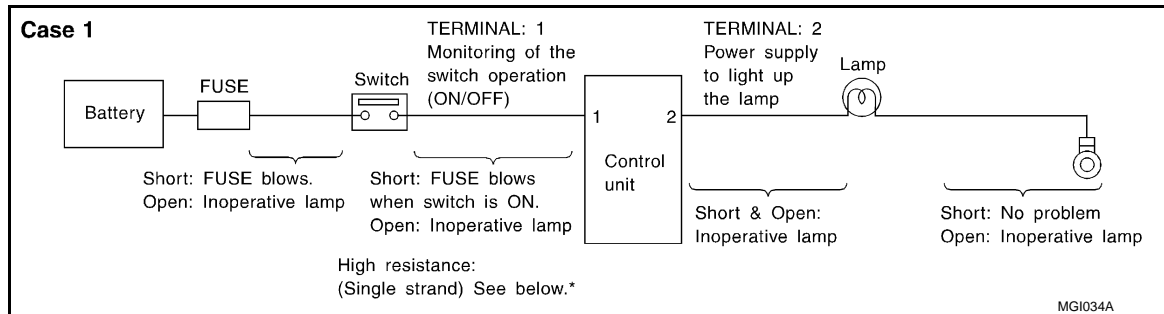 Case 1
TERMINAL: 1
Monitoring of the
switch operation
(ON/OFF)
TERMINAL: 2
Power supply
to light up
the lamp
Lamp
FUSE
Switch
Battery
1
2
Control
unit
Short: FUSE blows.
Open: Inoperative lamp
Short: FUSE blows
when switch is ON.
Open: Inoperative lamp
Short & Open:
Inoperative lamp
Short: No problem
Open: Inoperative lamp
High resistance:
(Single strand) See below.*
MGI034A